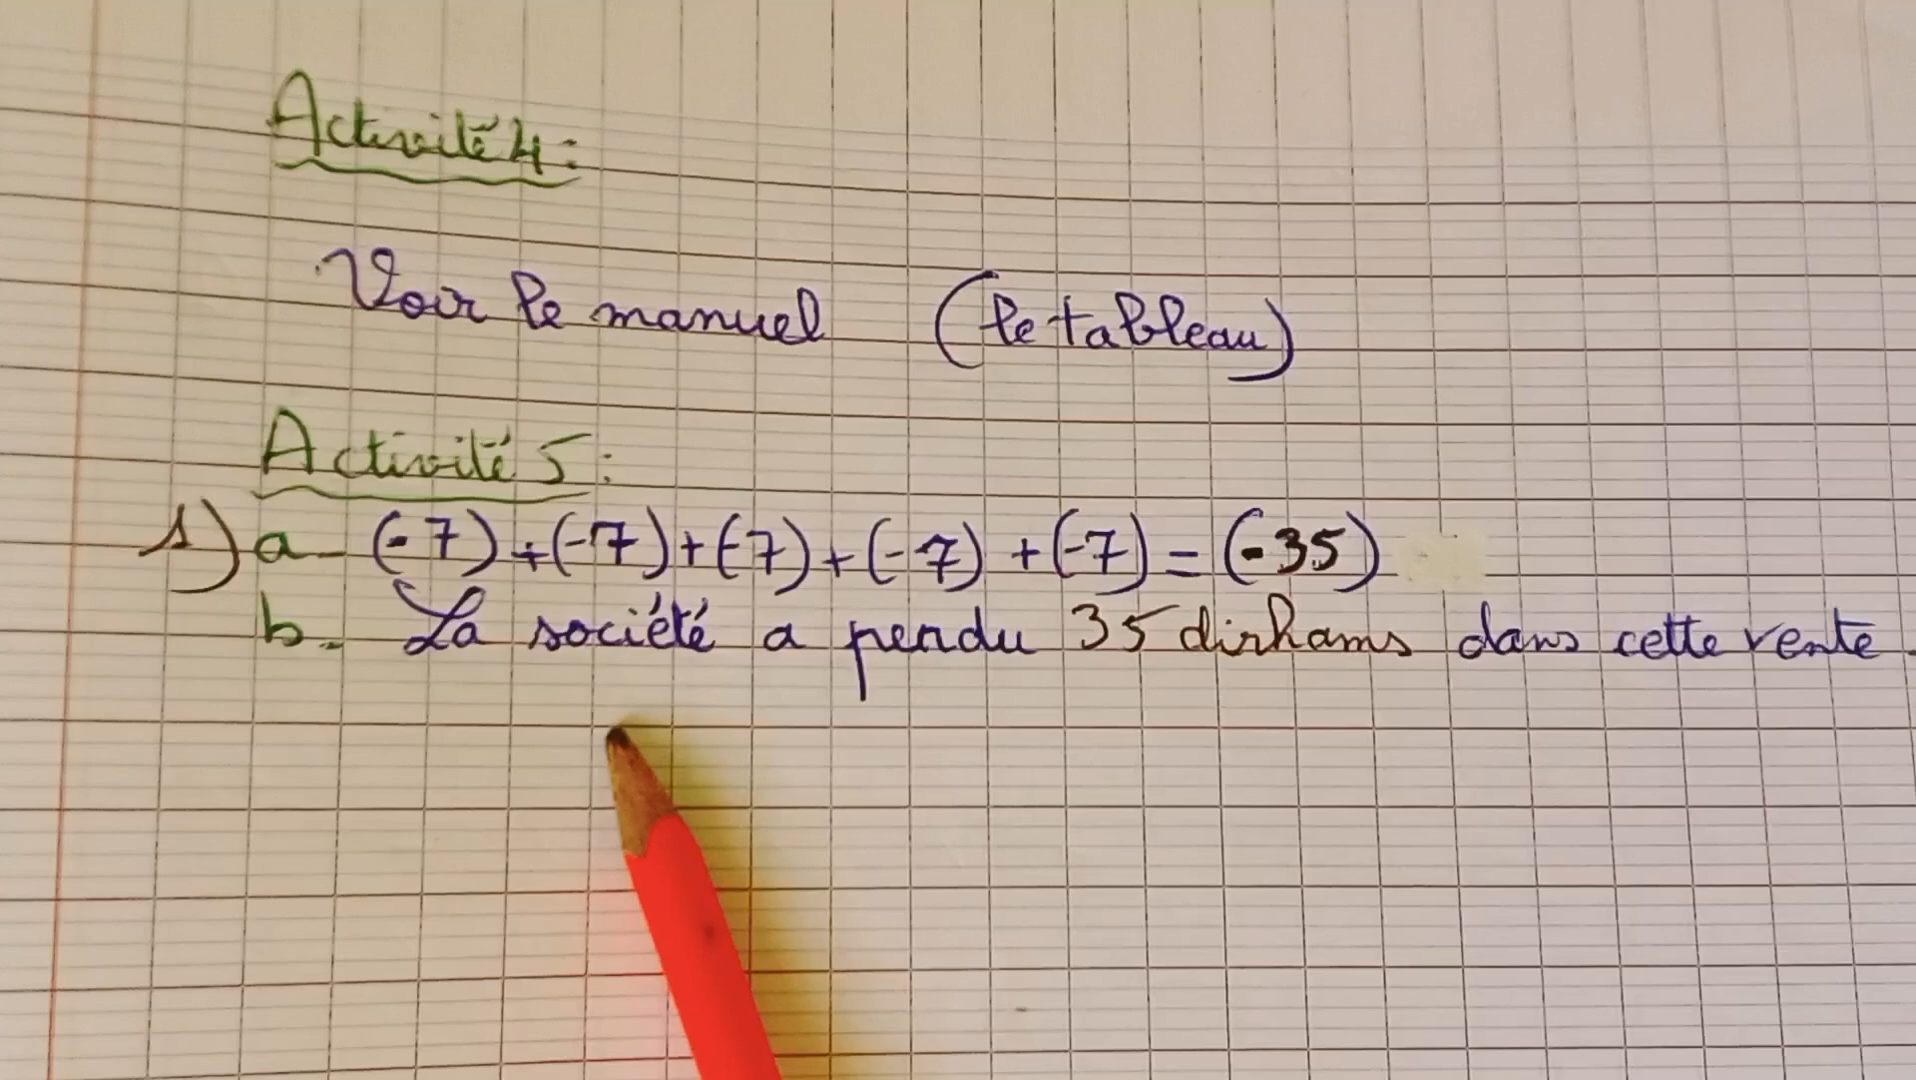 Activité 4:
Voir le manuel (le tableau)
Activité 5:
1) a- (-7)+(-7)+(-7)+(-7)+(-7)=(-35)
b. La société a perdu 35 dirhams dans cette vente.